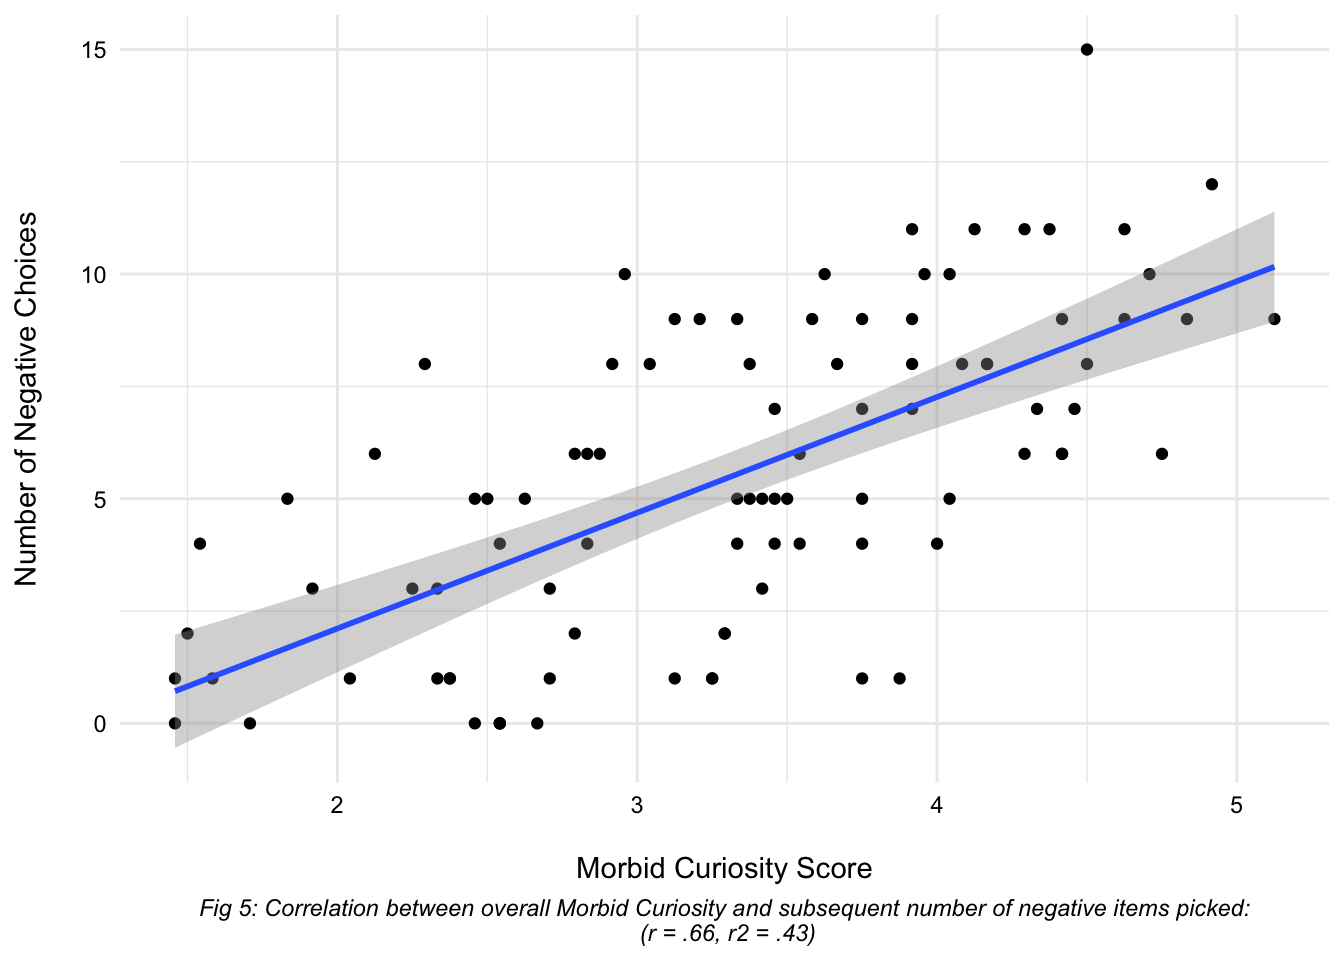 15
10
5
0
Number of Negative Choices
2 3 4 5
Morbid Curiosity Score
Fig 5: Correlation between overall Morbid Curiosity and subsequent number of negative items picked:
(r = .66, r2 = .43)